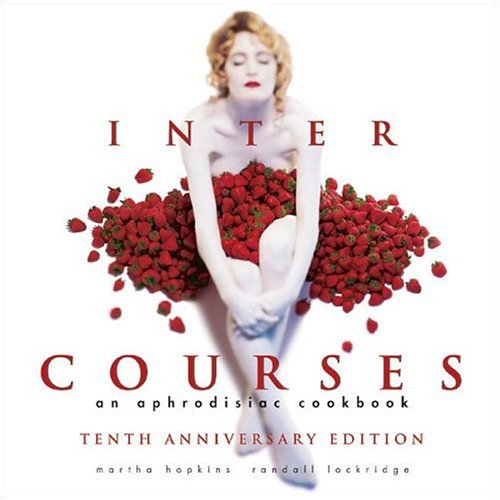 INTER
COURSES
an aphrodisiac cookbook
TENTH ANNIVERSARY EDITION
martha hopkins randall lockridge